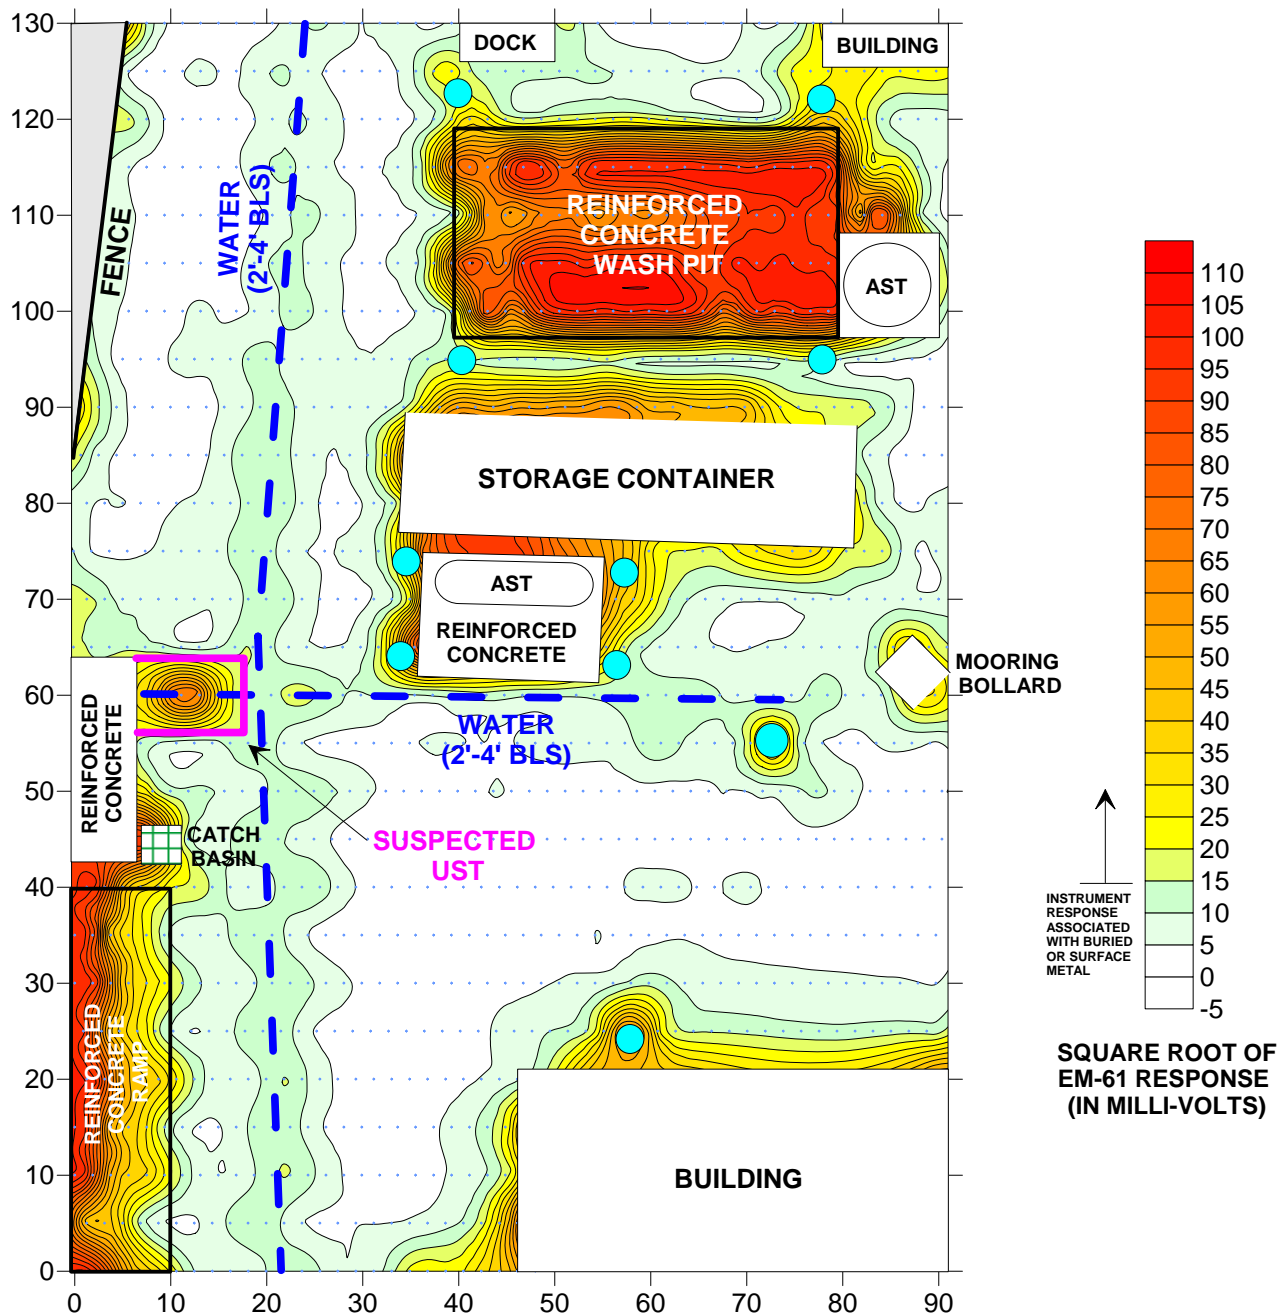 130
120
110
100
90
80
70
60
50
40
30
20
10
0
0
10
20
30
40
50
60
70
80
90
DOCK
BUILDING
FENCE
WATER
(2'-4' BLS)
REINFORCED
CONCRETE
WASH PIT
AST
STORAGE CONTAINER
AST
REINFORCED
CONCRETE
MOORING
BOLLARD
REINFORCED
CONCRETE
WATER
(2'-4' BLS)
CATCH
BASIN
SUSPECTED
UST
REINFORCED
CONCRETE
RAMP
BUILDING
110
105
100
95
90
85
80
75
70
65
60
55
50
45
40
35
30
25
20
15
10
5
0
-5
INSTRUMENT
RESPONSE
ASSOCIATED
WITH BURIED
OR SURFACE
METAL
SQUARE ROOT OF
EM-61 RESPONSE
(IN MILLI-VOLTS)